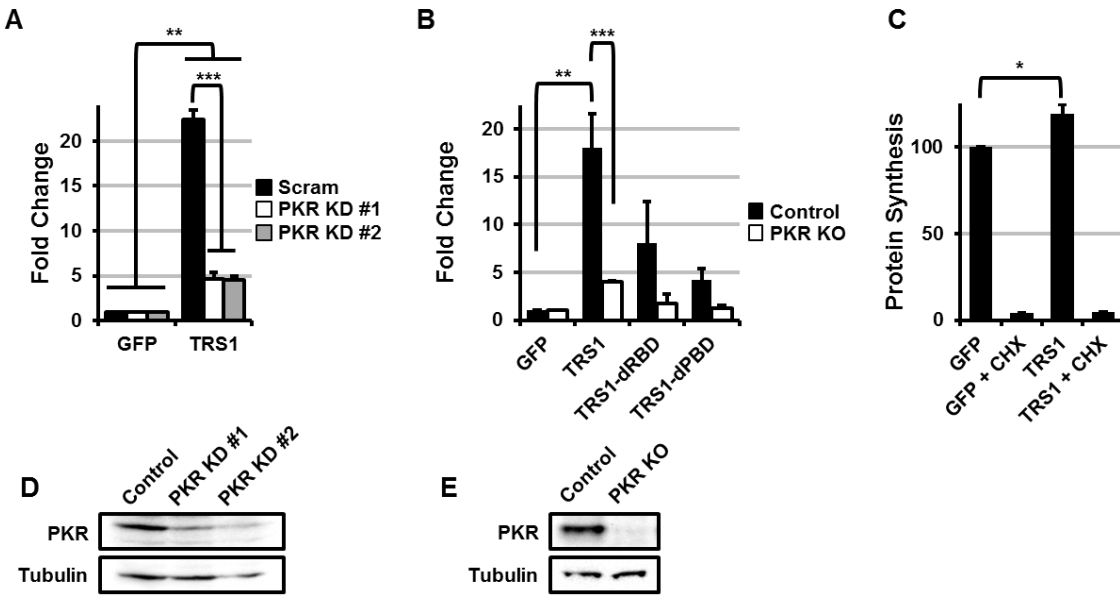 A
**
***
Fold Change
20
15
10
5
0
GFP
TRS1
Scram
PKR KD #1
PKR KD #2
B
***
**
Fold Change
20
15
10
5
0
GFP
TRS1
TRS1-dRBD
TRS1-dPBD
Control
PKR KO
C
*
Protein Synthesis
100
50
0
GFP
GFP + CHX
TRS1
TRS1 + CHX
D
Control
PKR KD #1
PKR KD #2
PKR
Tubulin
E
Control
PKR KO
PKR
Tubulin